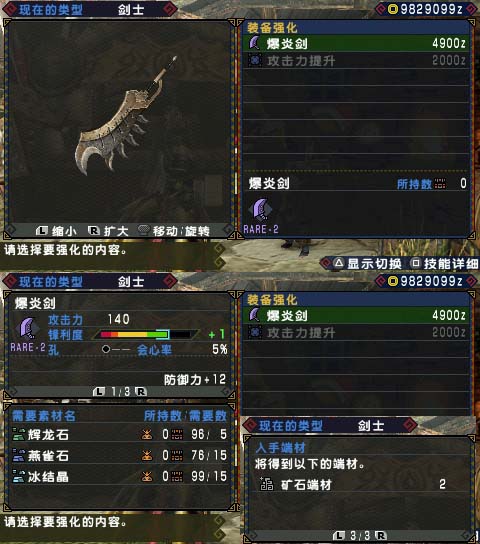 现在的类型 剑士
9829099z
装备强化
爆炎剑 4900z
攻击力提升 2000z
爆炎剑 所持数 0
RARE-2
L 缩小 R 扩大 移动/旋转
请选择要强化的内容。
△显示切换 □技能详细
现在的类型 剑士
9829099z
爆炎剑
攻击力 140
锋利度 +1
RARE-2
孔 ●ーー 会心率 5%
防御力+12
L 1/3 R
装备强化
爆炎剑 4900z
攻击力提升 2000z
需要素材名 所持数/需要数
辉龙石 0 96/ 5
燕雀石 0 76/15
冰结晶 0 99/15
请选择要强化的内容。
现在的类型 剑士
入手端材
将得到以下的端材。
矿石端材 2
L 3/3 R